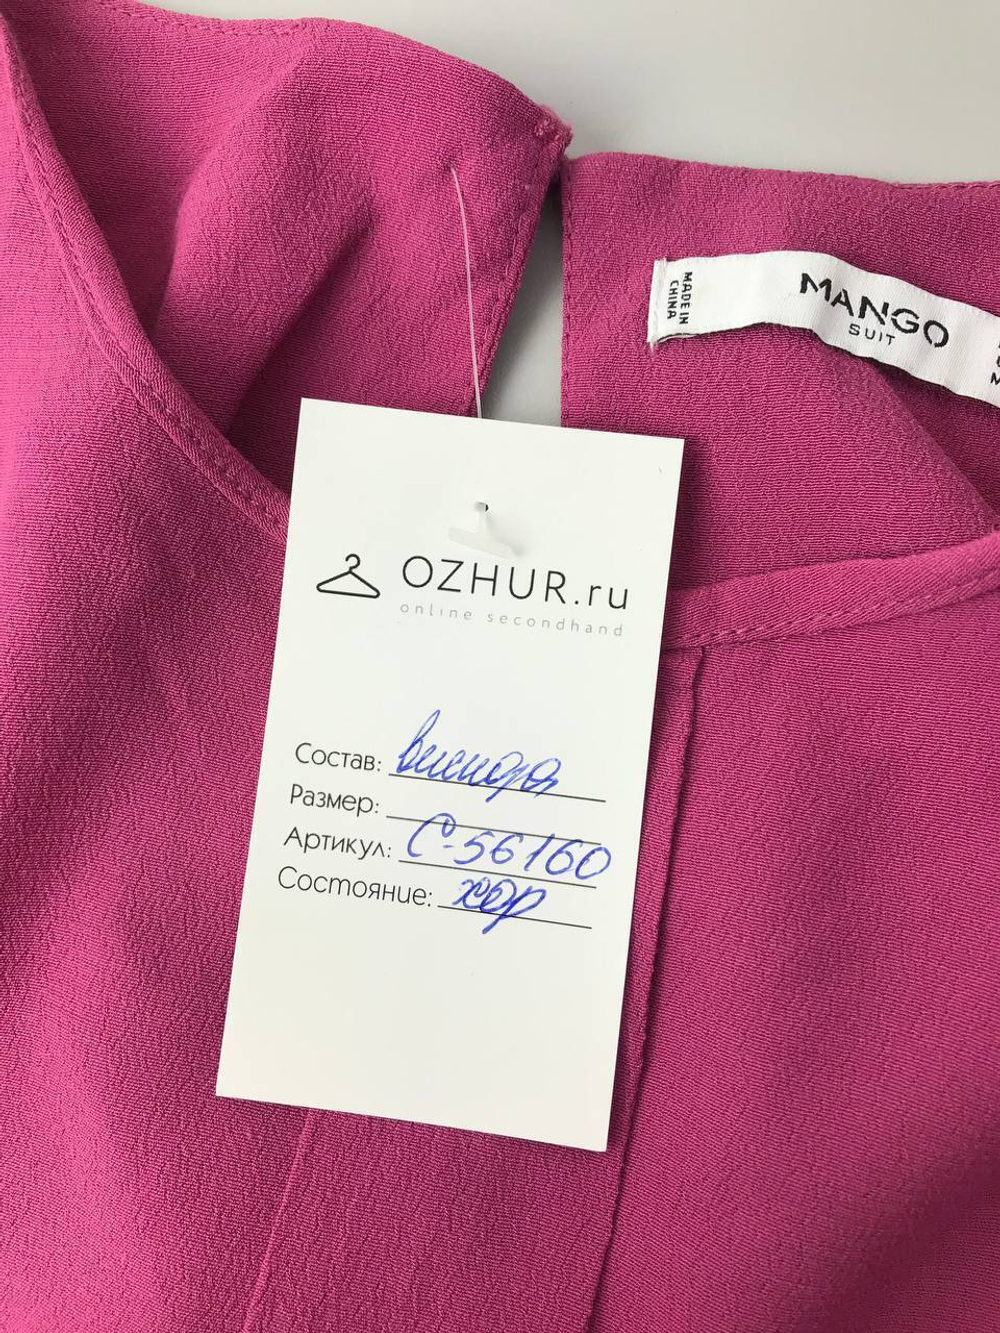 MADE IN
CHINA
MANGO
SUIT
OZHUR.ru
online secondhand
Состав: вискоза
Размер:
Артикул: С-56160
Состояние: хор